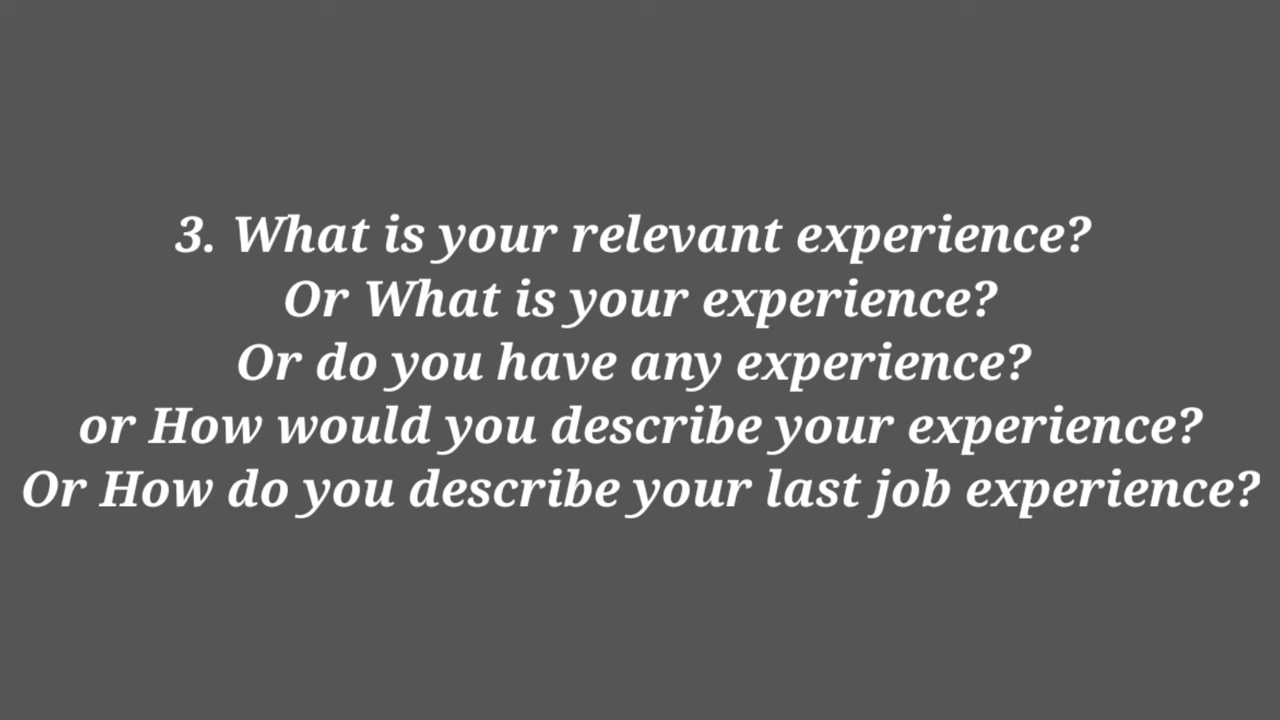 3. What is your relevant experience?
Or What is your experience?
Or do you have any experience?
or How would you describe your experience?
Or How do you describe your last job experience?